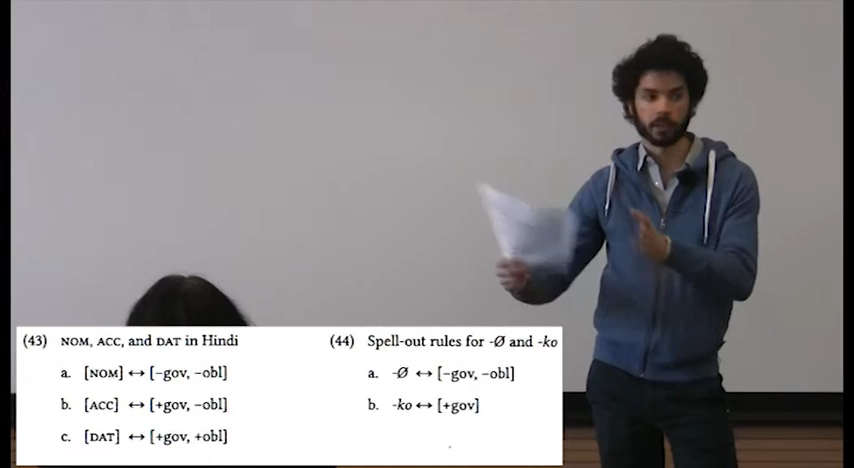 (43) NOM, ACC, and DAT in Hindi
a. [NOM] ↔ [−gov, −obl]
b. [ACC] ↔ [+gov, −obl]
c. [DAT] ↔ [+gov, +obl]
(44) Spell-out rules for -Ø and -ko
a. -Ø ↔ [−gov, −obl]
b. -ko ↔ [+gov]